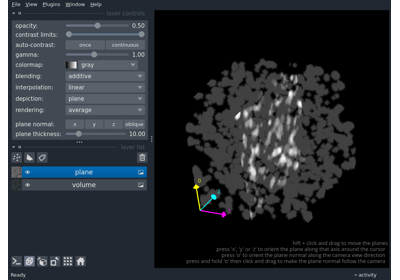 File View Plugins Window Help
layer controls
opacity: 0.50
contrast limits:
auto-contrast: once continuous
gamma: 1.00
colormap: gray
blending: additive
interpolation: linear
depiction: plane
rendering: average
plane normal: x y z oblique
plane thickness: 10.00
layer list
plane
volume
hift + click and drag to move the planes
press 'x', 'y' or 'z' to orient the plane along that axis around the cursor
press 'o' to orient the plane normal along the camera view direction
press and hold 'o' then click and drag to make the plane normal follow the camera
Ready
activity